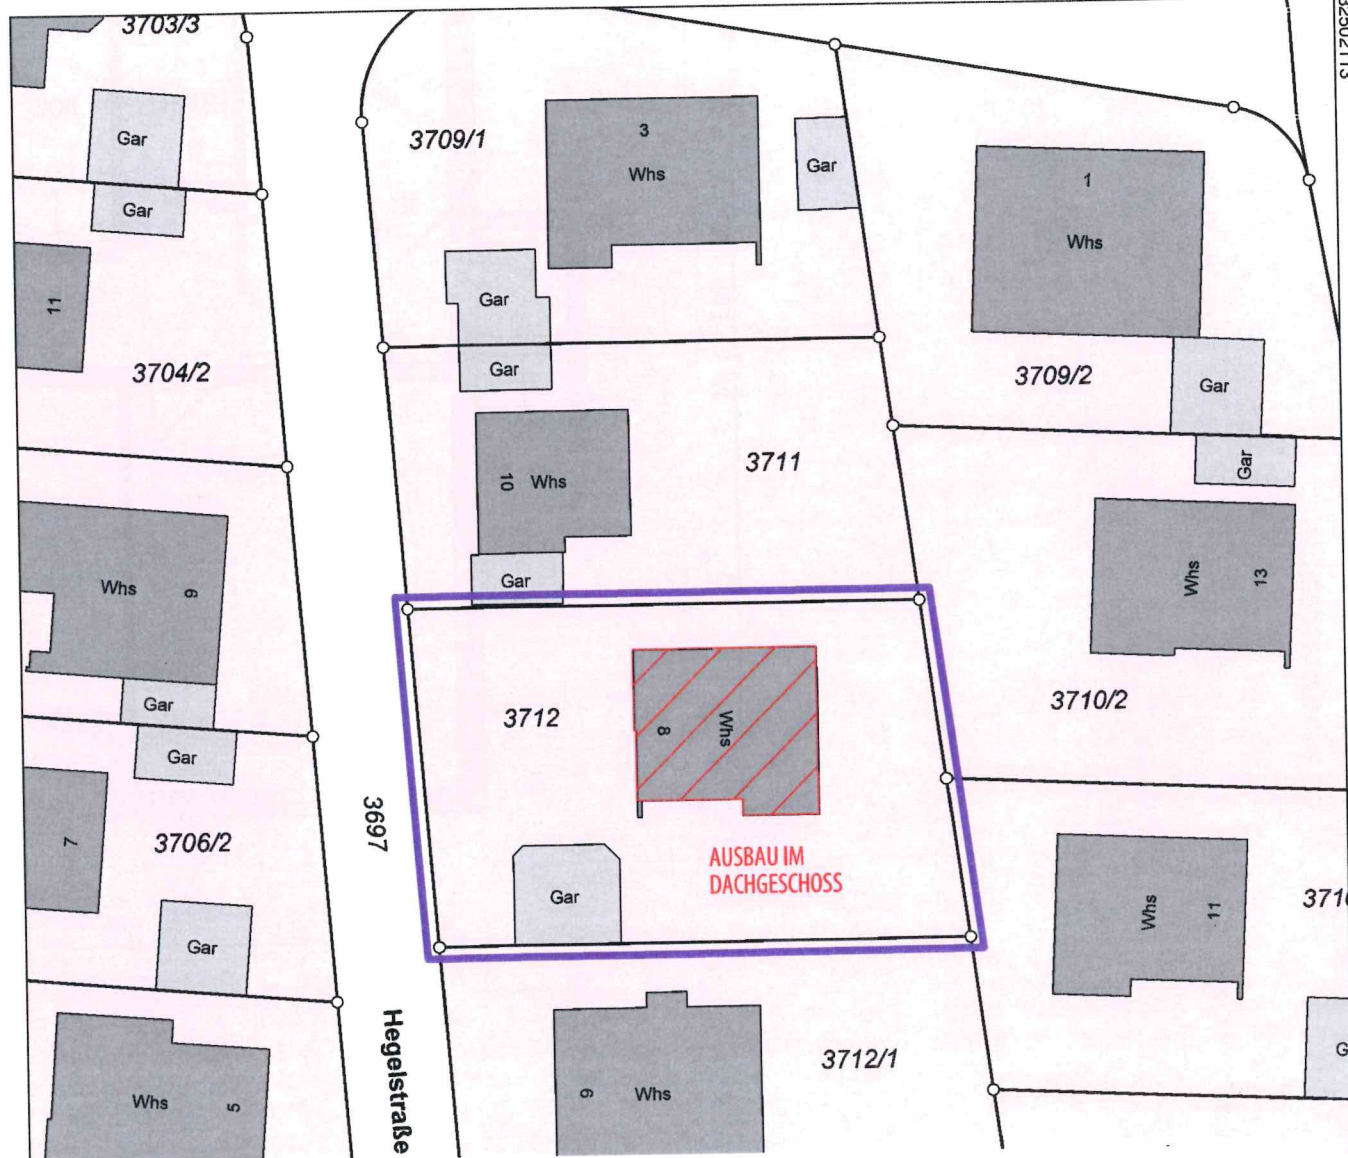 3703/3
Gar
Gar
11
3704/2
Whs
9
Gar
Gar
7
3706/2
Gar
Whs
5
3709/1
3
Whs
Gar
Gar
Gar
1
Whs
3709/2
Gar
Gar
10
Whs
3711
Gar
Whs
13
3710/2
3712
8
Whs
AUSBAU IM
DACHGESCHOSS
Gar
3697
Hegelstraße
Whs
11
6
Whs
3712/1